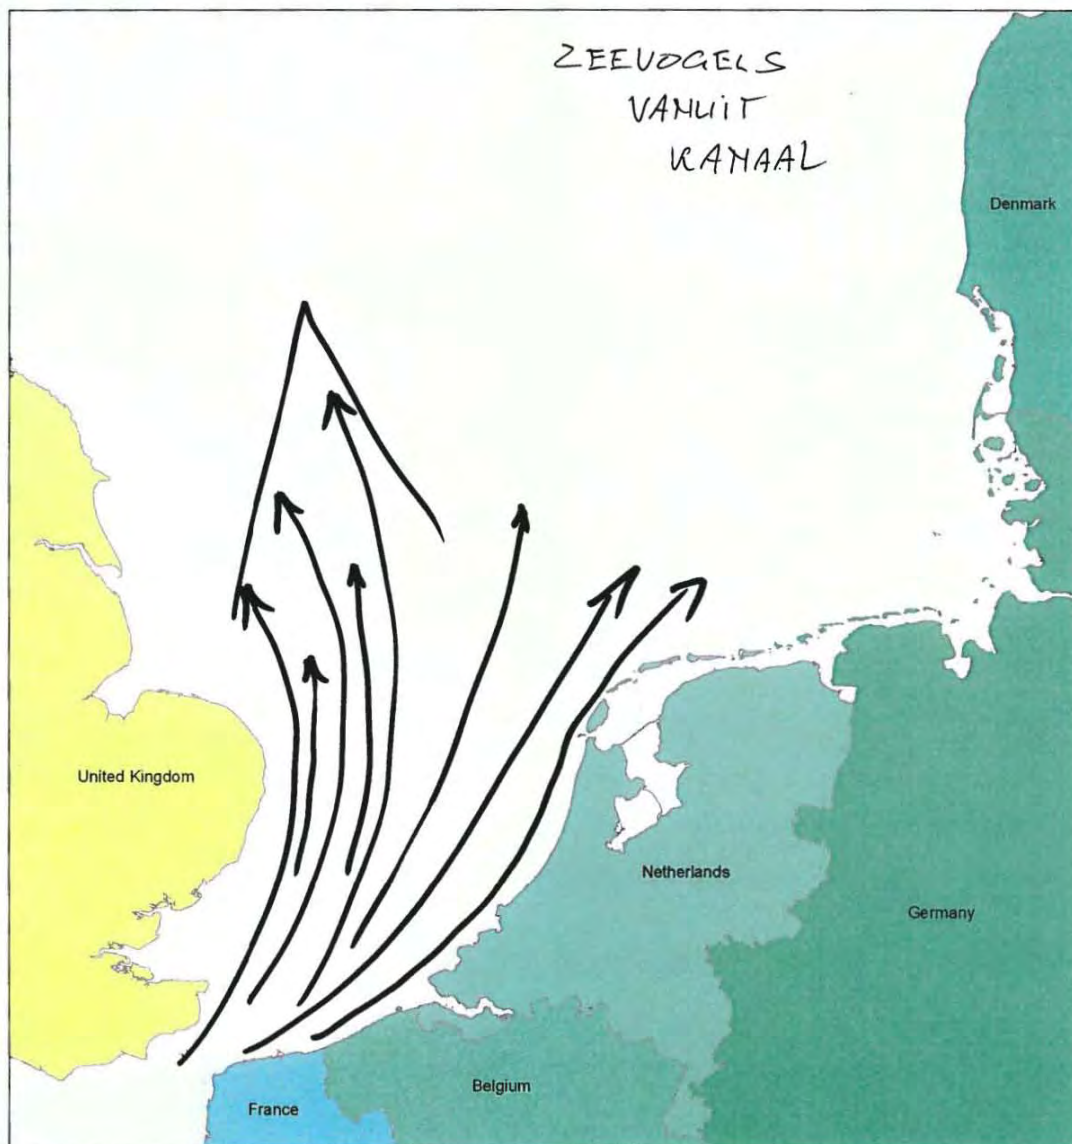 ZEEVOGELS
VANUIT
KANAAL
Denmark
United Kingdom
Netherlands
Germany
Belgium
France